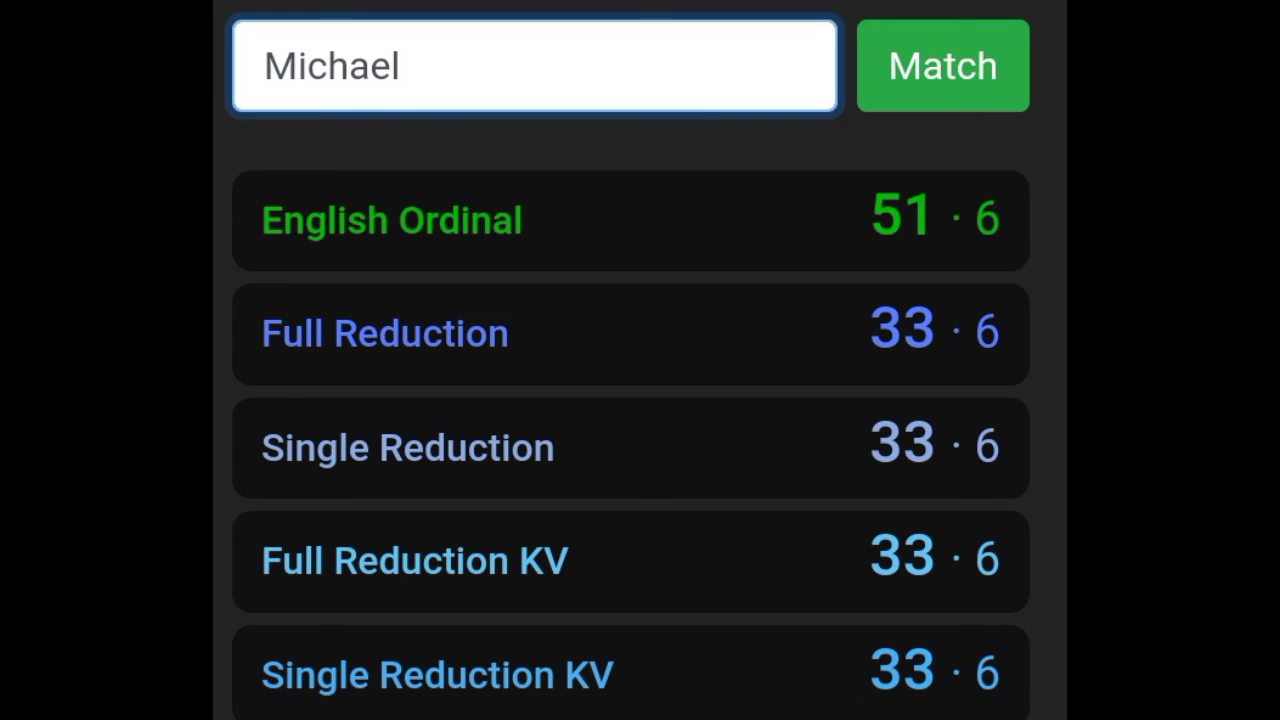 Michael Match
English Ordinal 51 · 6
Full Reduction 33 · 6
Single Reduction 33 · 6
Full Reduction KV 33 · 6
Single Reduction KV 33 · 6